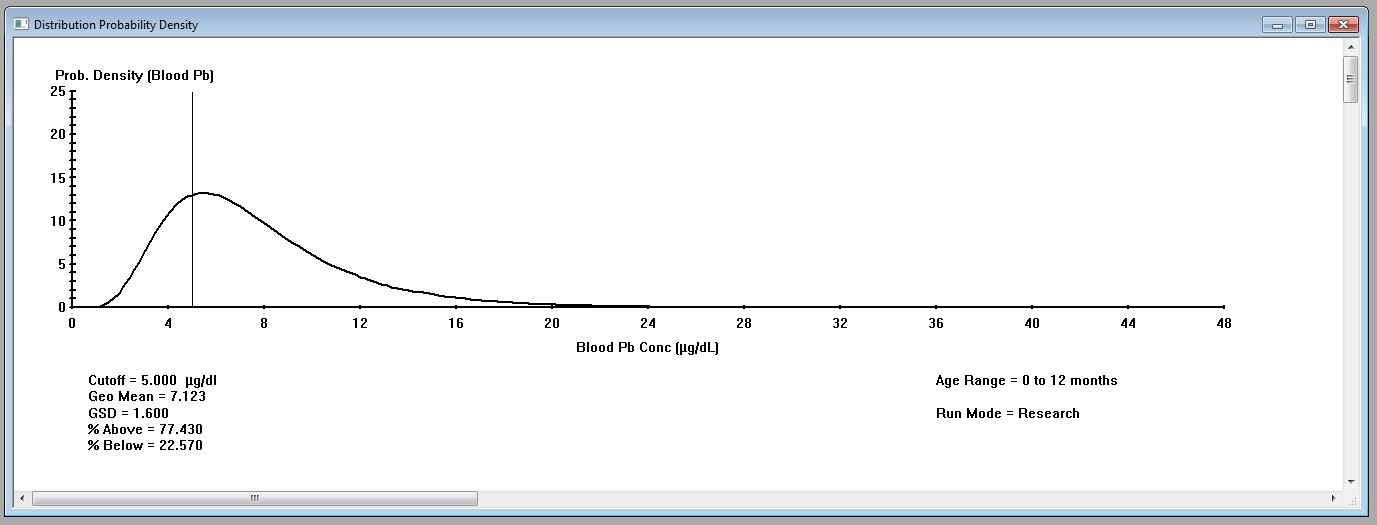 Distribution Probability Density
Prob. Density (Blood Pb)
25
20
15
10
5
0
0 4 8 12 16 20 24 28 32 36 40 44 48
Blood Pb Conc (µg/dL)
Cutoff = 5.000 µg/dl
Geo Mean = 7.123
GSD = 1.600
% Above = 77.430
% Below = 22.570
Age Range = 0 to 12 months
Run Mode = Research